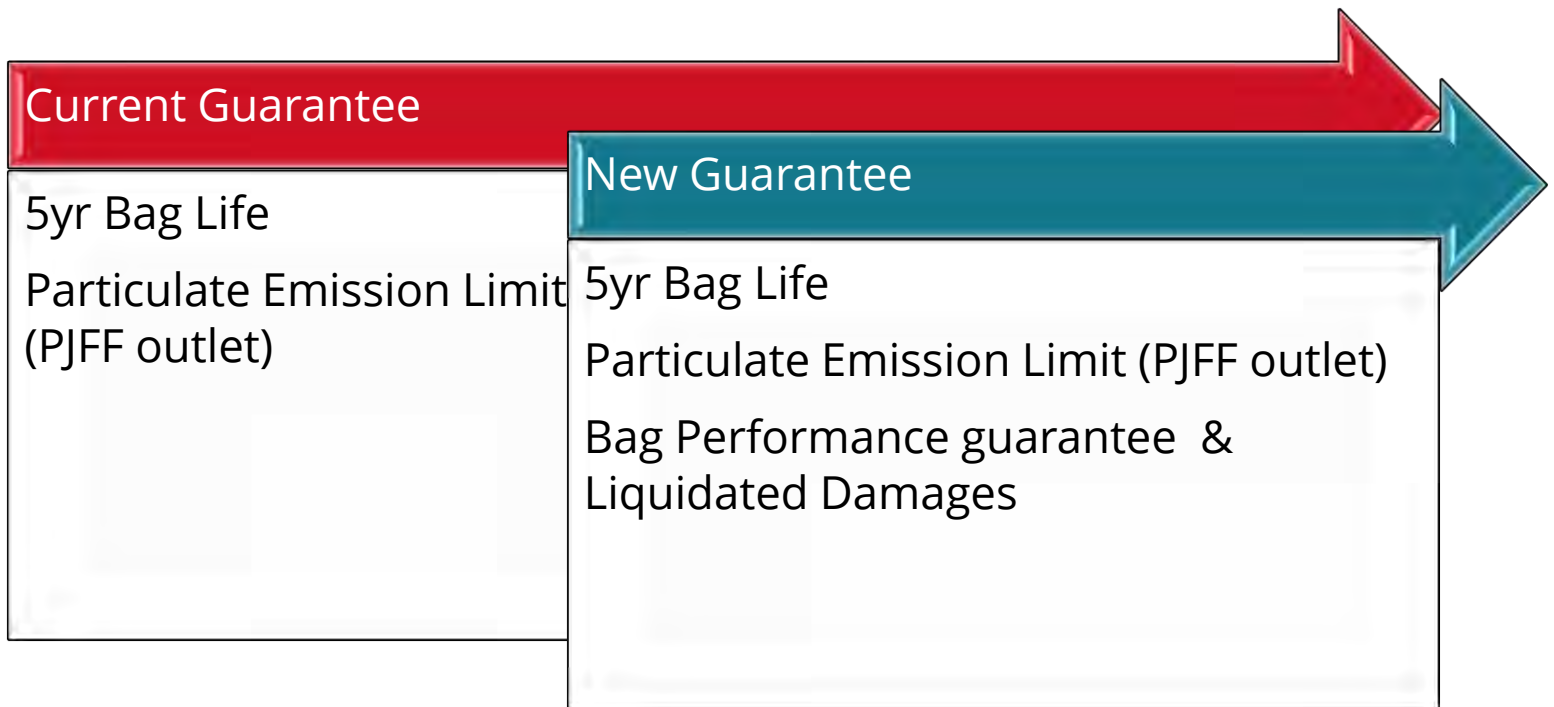 Current Guarantee
5yr Bag Life
Particulate Emission Limit
(PJFF outlet)
New Guarantee
5yr Bag Life
Particulate Emission Limit (PJFF outlet)
Bag Performance guarantee  &
Liquidated Damages